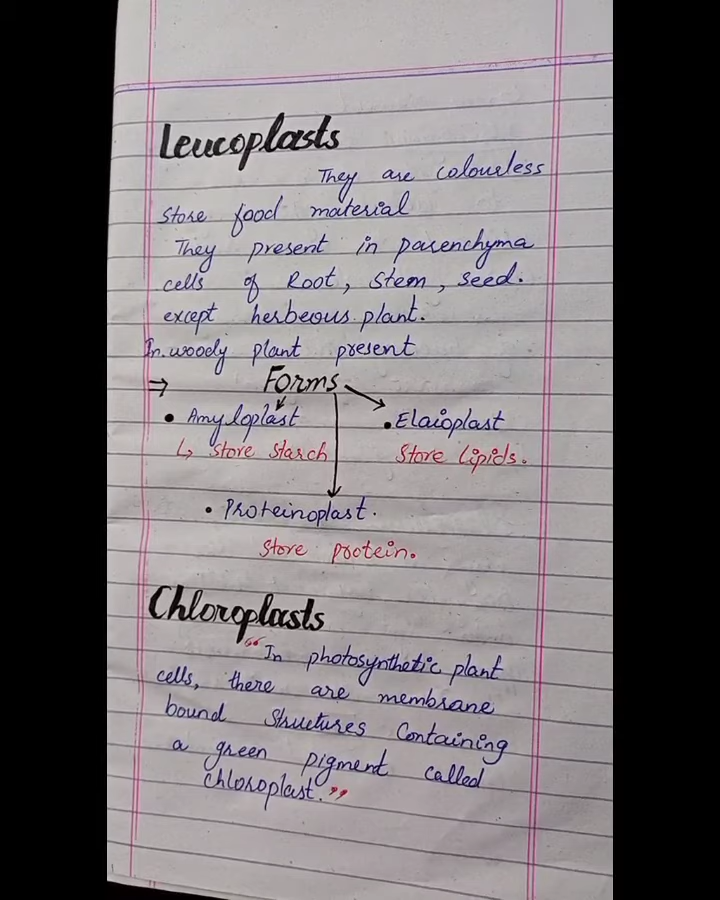 Leucoplasts
They are colourless
store food material
They present in parenchyma
cells of Root, Stem, seed.
except herbeous plant.
In woody plant present
⇒ Forms
• Amyloplast
• Elaioplast
↳ store starch
Store lipids.
• Proteinoplast.
Store protein.
Chloroplasts
“In photosynthetic plant
cells, there are membrane
bound structures containing
a green pigment called
chloroplast.”